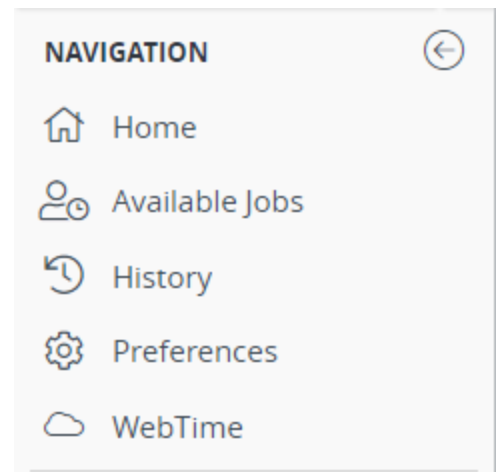 NAVIGATION
Home
Available Jobs
History
Preferences
WebTime